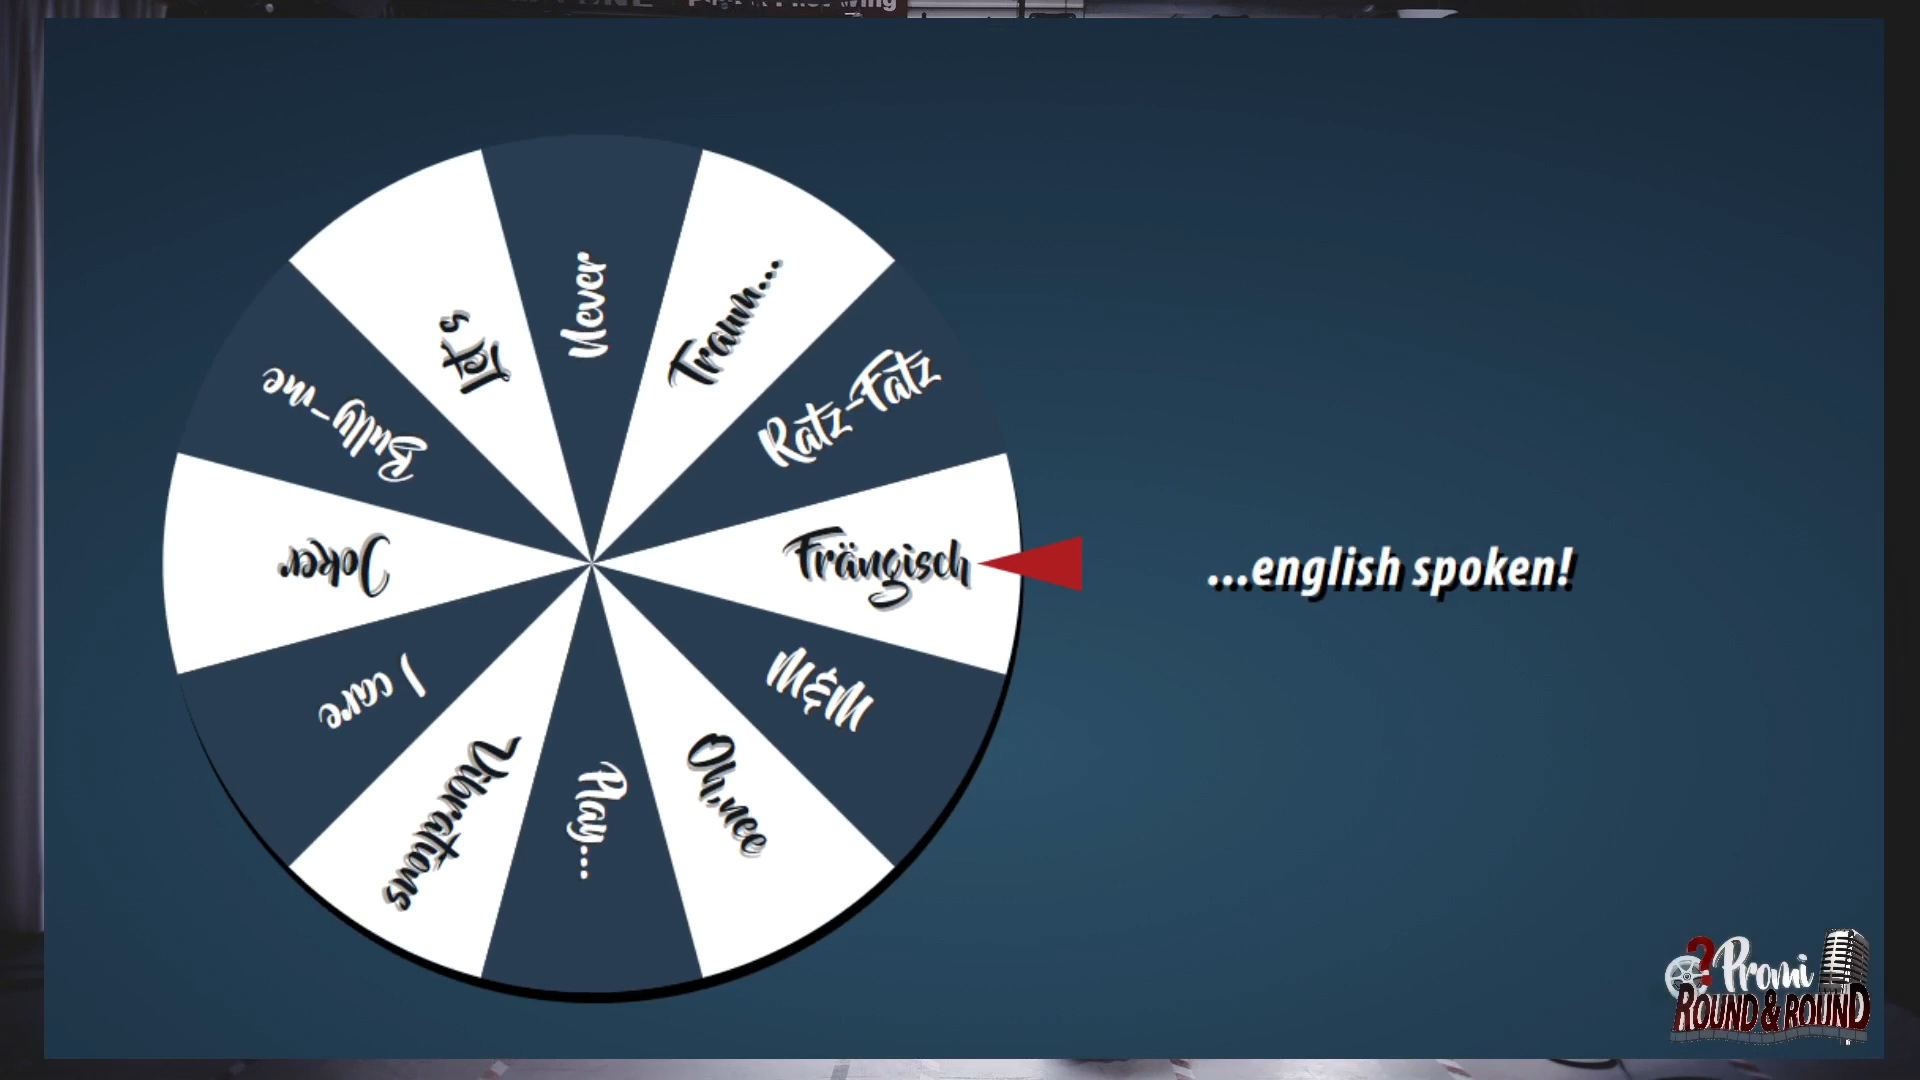 Never
Traum...
Ratz-Fatz
Frängisch
M&M
Oh, nee
Play...
Vibrations
I care
Joker
Bully-me
Let's
...english spoken!
? Promi
ROUND & ROUND